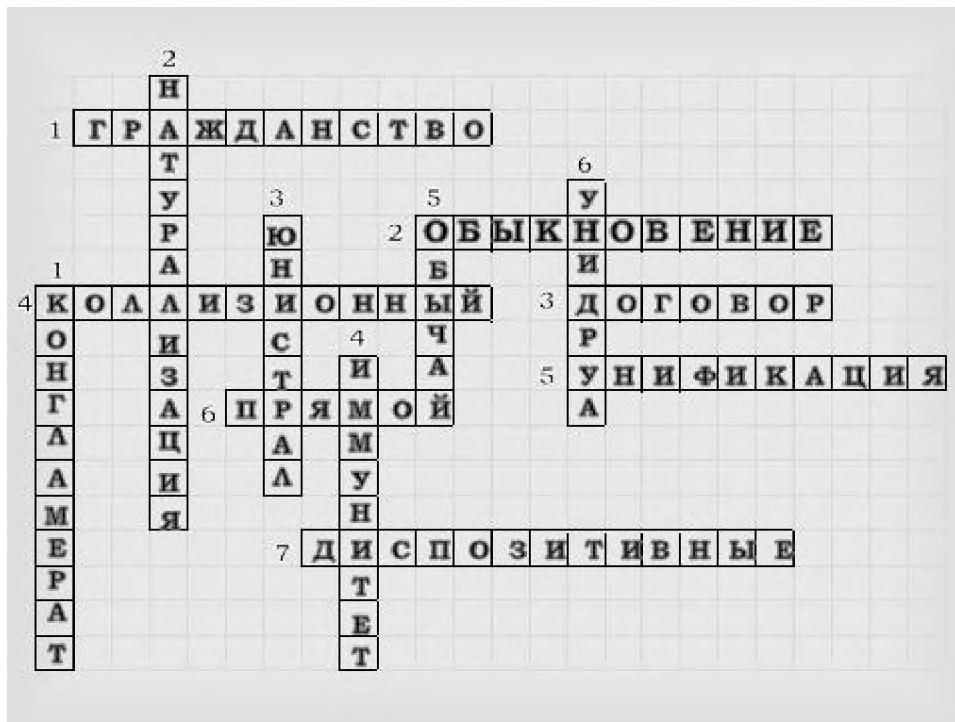 2 НАТУРАЛИЗАЦИЯ
1 ГРАЖДАНСТВО
6 УНИДРУА
3 ЮНИСТРАЛ
5 ОБЫЧАЙ
2 ОБЫКНОВЕНИЕ
1 КОНГЛАМЕРАТ
4 КОЛЛИЗИОННЫЙ
3 ДОГОВОР
4 ИММУНИТЕТ
5 УНИФИКАЦИЯ
6 ПРЯМОЙ
7 ДИСПОЗИТИВНЫЕ